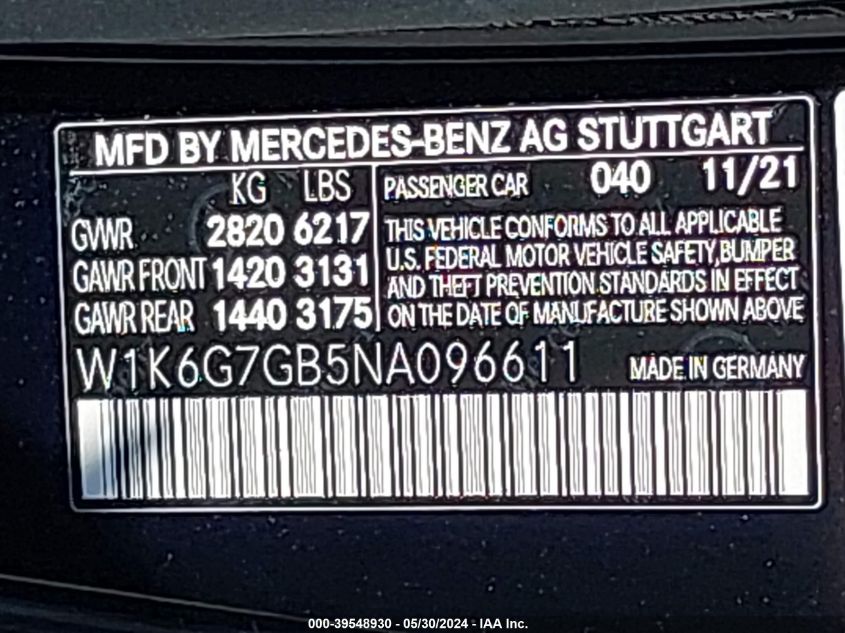 MFD BY MERCEDES-BENZ AG STUTTGART
KG LBS
GVWR 2820 6217
GAWR FRONT 1420 3131
GAWR REAR 1440 3175
PASSENGER CAR 040 11/21
THIS VEHICLE CONFORMS TO ALL APPLICABLE
U.S. FEDERAL MOTOR VEHICLE SAFETY,BUMPER
AND THEFT PREVENTION STANDARDS IN EFFECT
ON THE DATE OF MANUFACTURE SHOWN ABOVE
W1K6G7GB5NA096611 MADE IN GERMANY
000-39548930 - 05/30/2024 - IAA Inc.